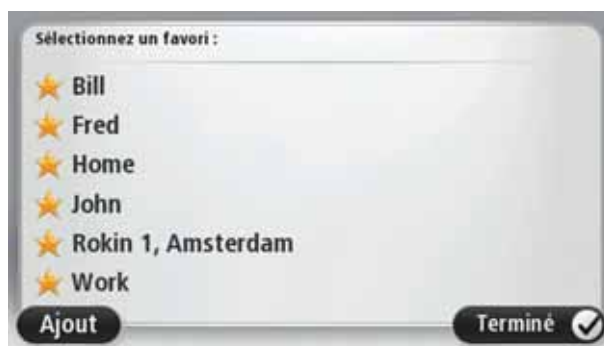 Sélectionnez un favori :
Bill
Fred
Home
John
Rokin 1, Amsterdam
Work
Ajout
Terminé